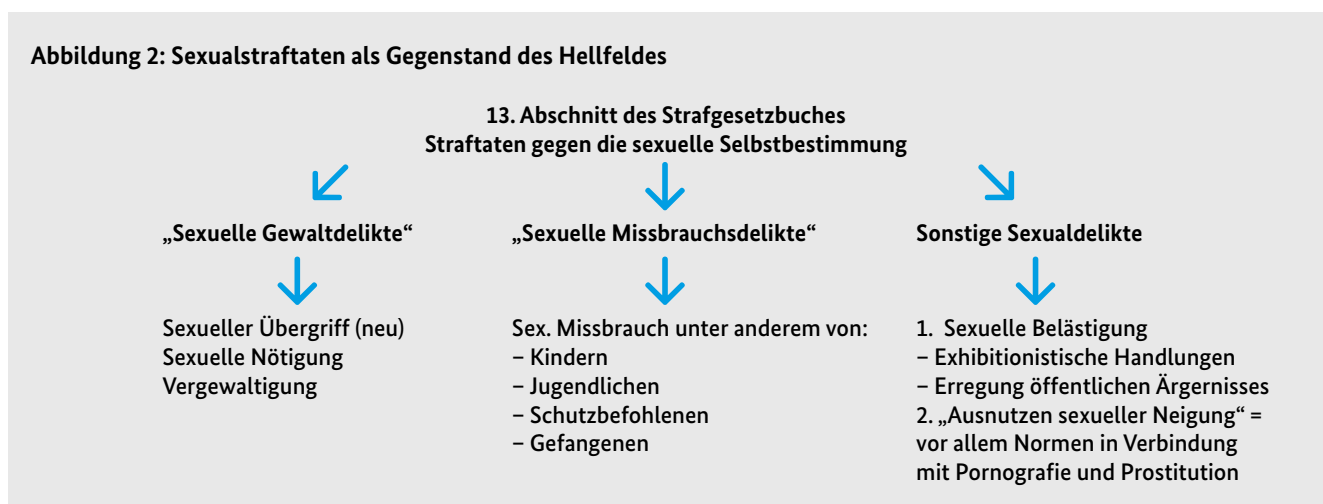 Abbildung 2: Sexualstraftaten als Gegenstand des Hellfeldes
13. Abschnitt des Strafgesetzbuches
Straftaten gegen die sexuelle Selbstbestimmung
„Sexuelle Gewaltdelikte“
Sexueller Übergriff (neu)
Sexuelle Nötigung
Vergewaltigung
„Sexuelle Missbrauchsdelikte“
Sex. Missbrauch unter anderem von:
– Kindern
– Jugendlichen
– Schutzbefohlenen
– Gefangenen
Sonstige Sexualdelikte
1. Sexuelle Belästigung
– Exhibitionistische Handlungen
– Erregung öffentlichen Ärgernisses
2. „Ausnutzen sexueller Neigung“ =
vor allem Normen in Verbindung
mit Pornografie und Prostitution